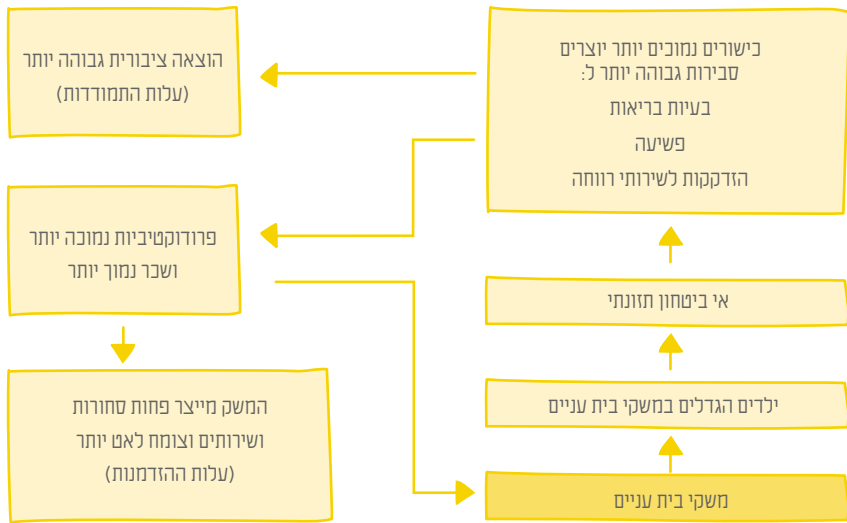 כישורים נמוכים יותר יוצרים
סבירות גבוהה יותר ל:
בעיות בריאות
פשיעה
הזדקקות לשירותי רווחה
הוצאה ציבורית גבוהה יותר
(עלות התמודדות)
פרודוקטיביות נמוכה יותר
ושכר נמוך יותר
אי ביטחון תזונתי
המשק מייצר פחות סחורות
ושירותים וצומח לאט יותר
(עלות ההזדמנות)
ילדים הגדלים במשקי בית עניים
משקי בית עניים